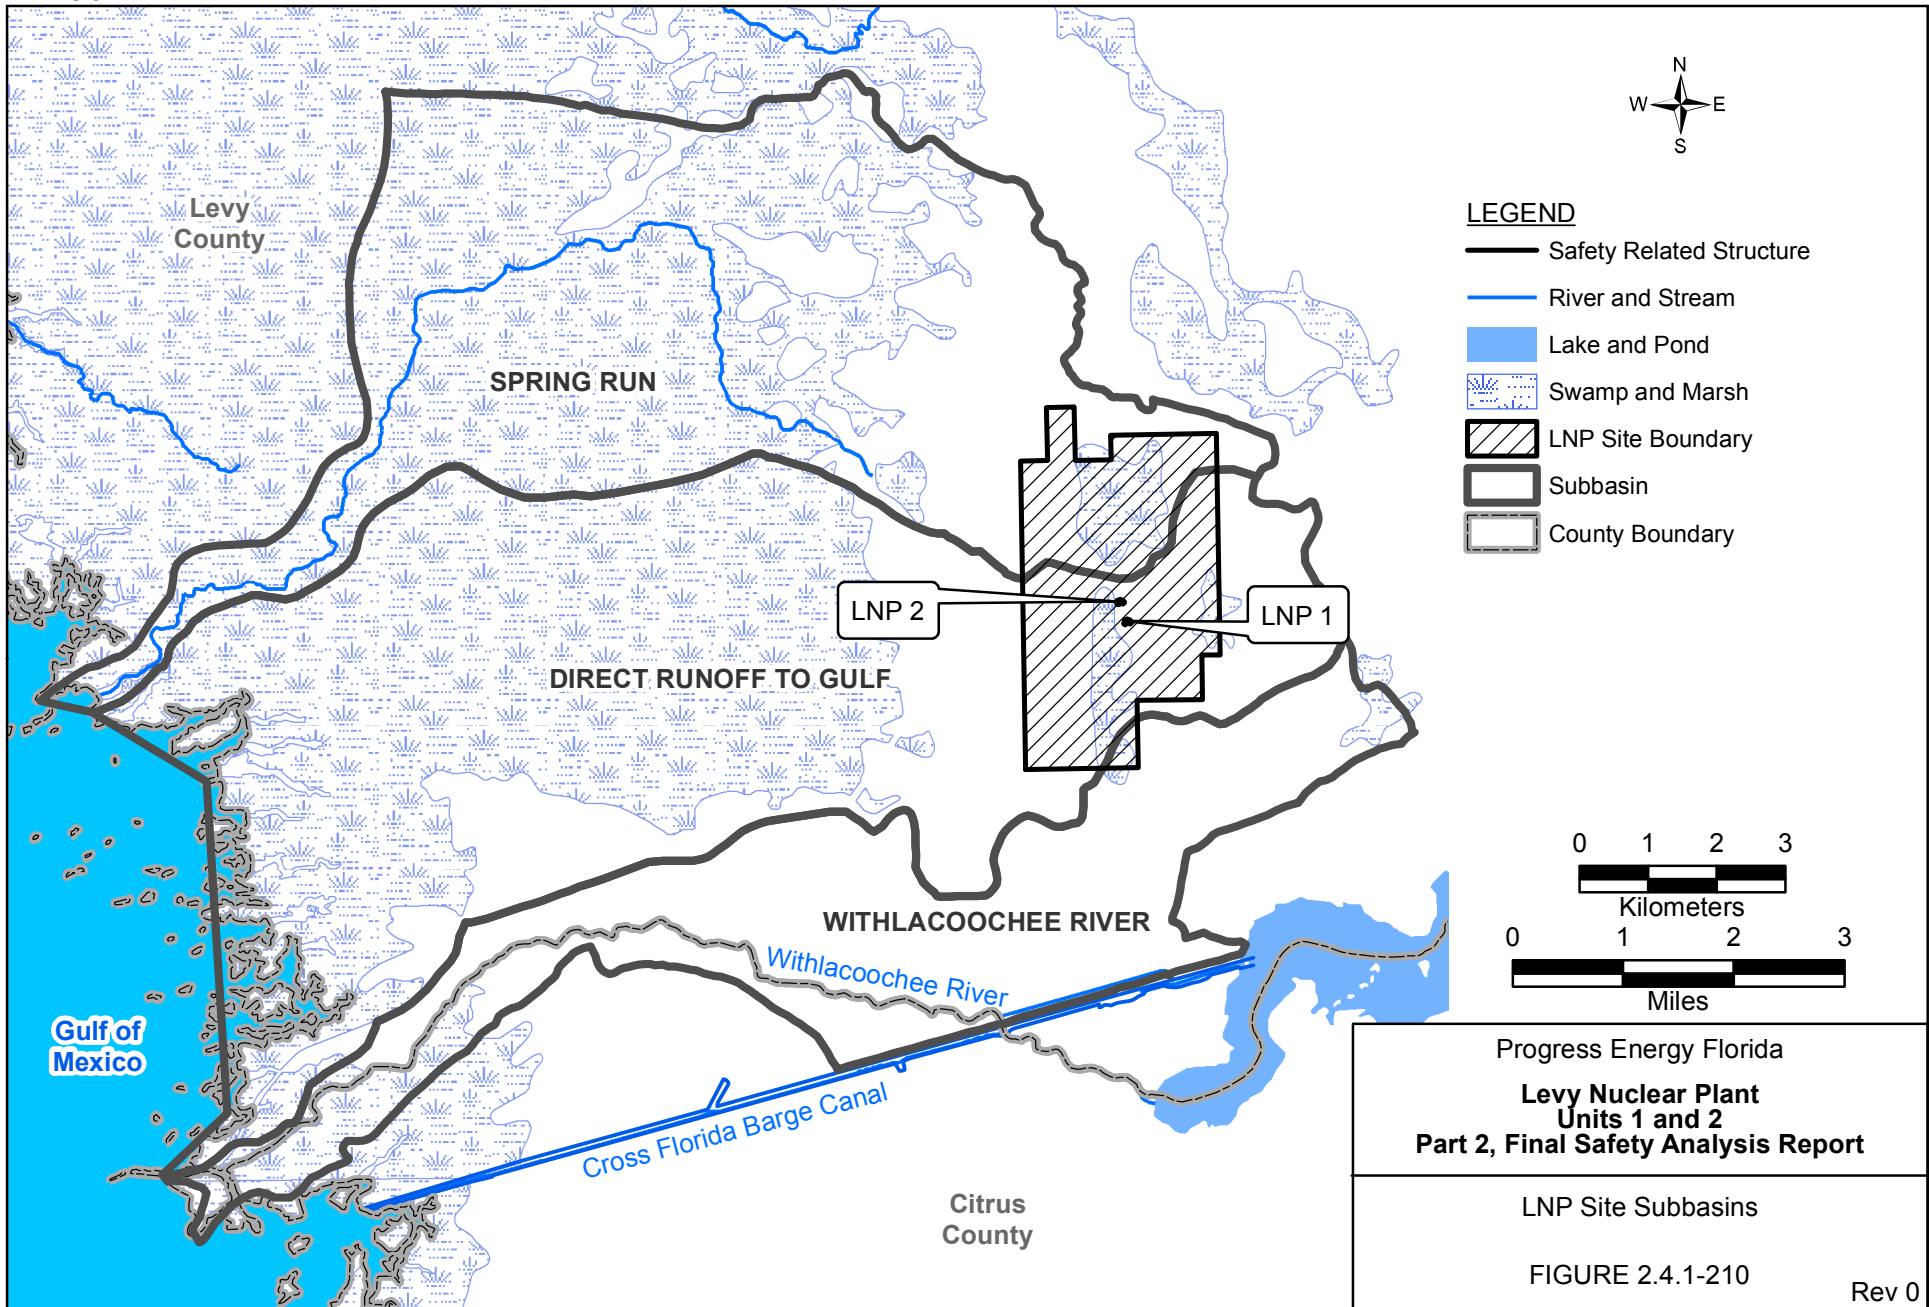 N
W E
S
LEGEND
Safety Related Structure
River and Stream
Lake and Pond
Swamp and Marsh
LNP Site Boundary
Subbasin
County Boundary
Levy
County
SPRING RUN
LNP 2
LNP 1
DIRECT RUNOFF TO GULF
WITHLACOOCHEE RIVER
Withlacoochee River
Gulf of
Mexico
Cross Florida Barge Canal
Citrus
County
0 1 2 3
Kilometers
0 1 2 3
Miles
Progress Energy Florida
Levy Nuclear Plant
Units 1 and 2
Part 2, Final Safety Analysis Report
LNP Site Subbasins
FIGURE 2.4.1-210
Rev 0